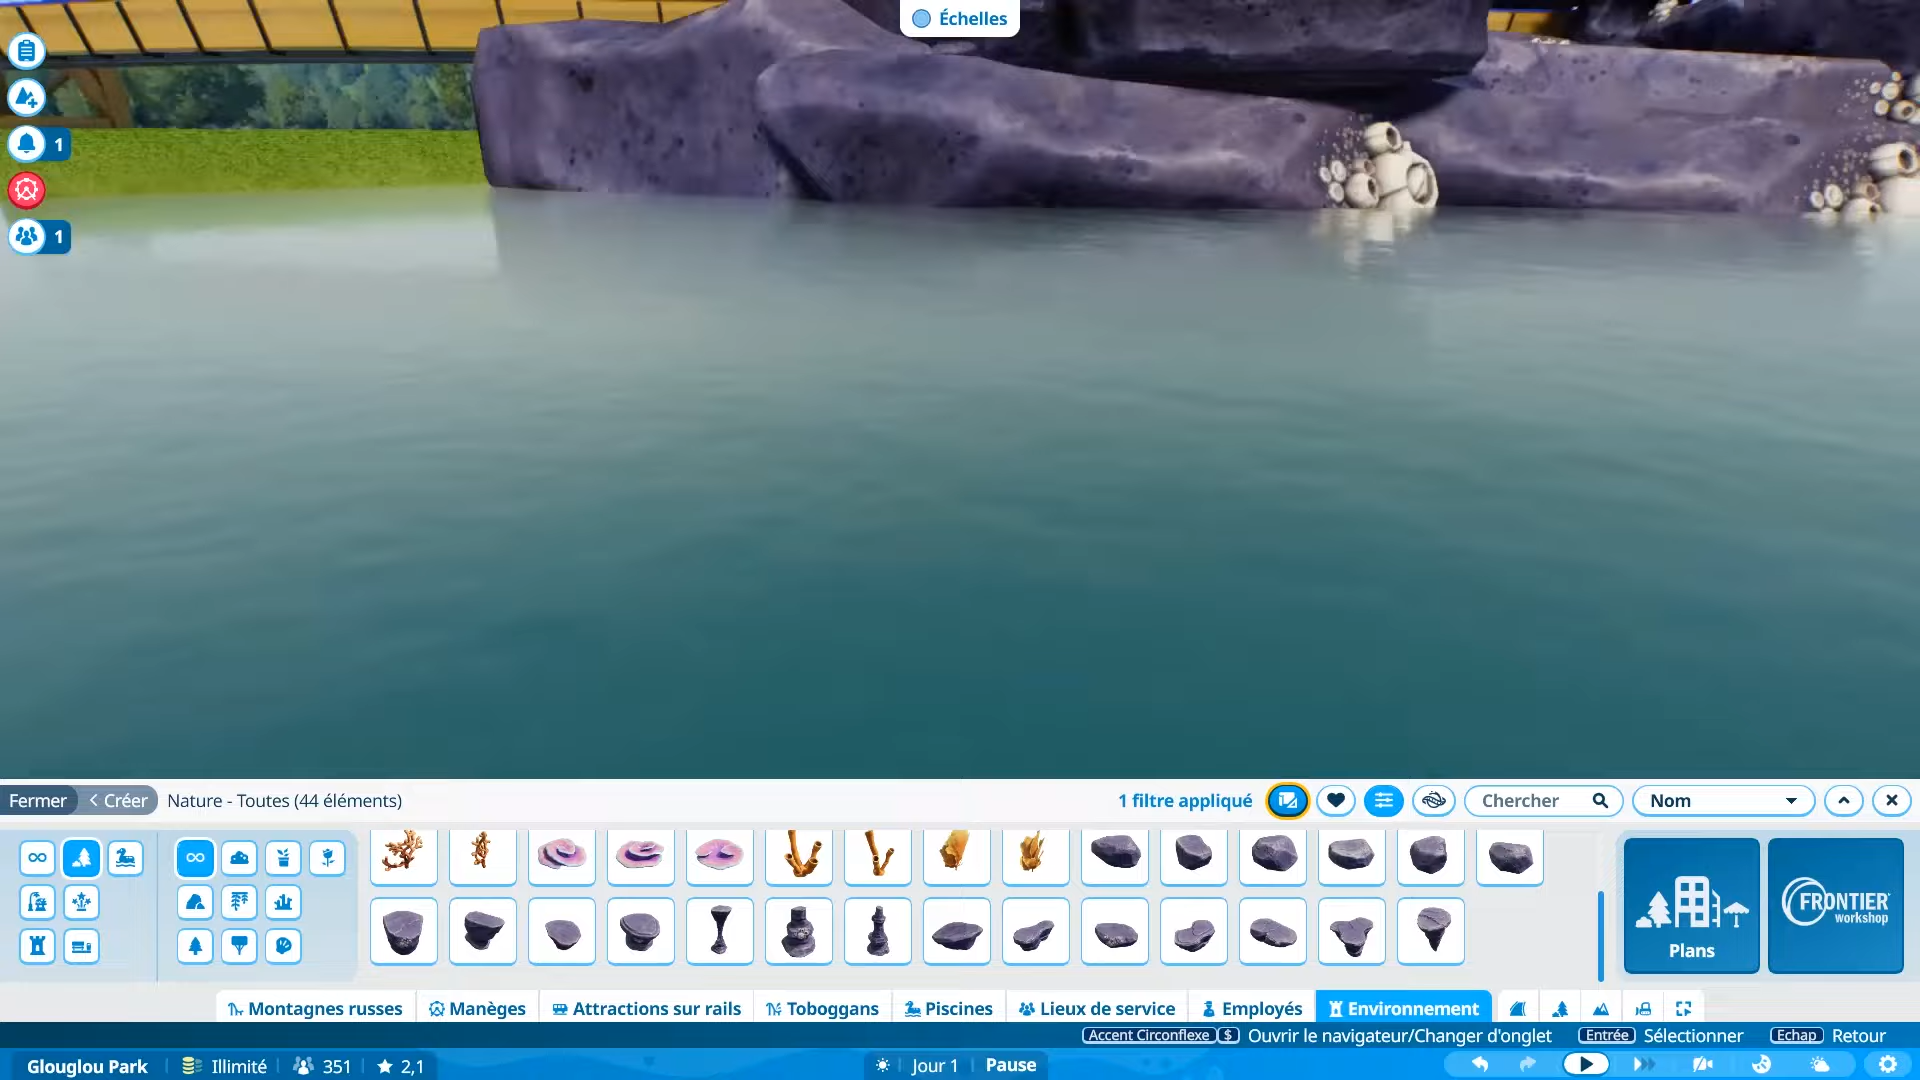 Échelles
1
1
Fermer
Créer
Nature - Toutes (44 éléments)
1 filtre appliqué
Chercher
Nom
Plans
FRONTIER
workshop
Montagnes russes
Manèges
Attractions sur rails
Toboggans
Piscines
Lieux de service
Employés
Environnement
Accent Circonflexe $ Ouvrir le navigateur/Changer d'onglet
Entrée Sélectionner
Echap Retour
Glouglou Park
Illimité
351
2,1
Jour 1
Pause